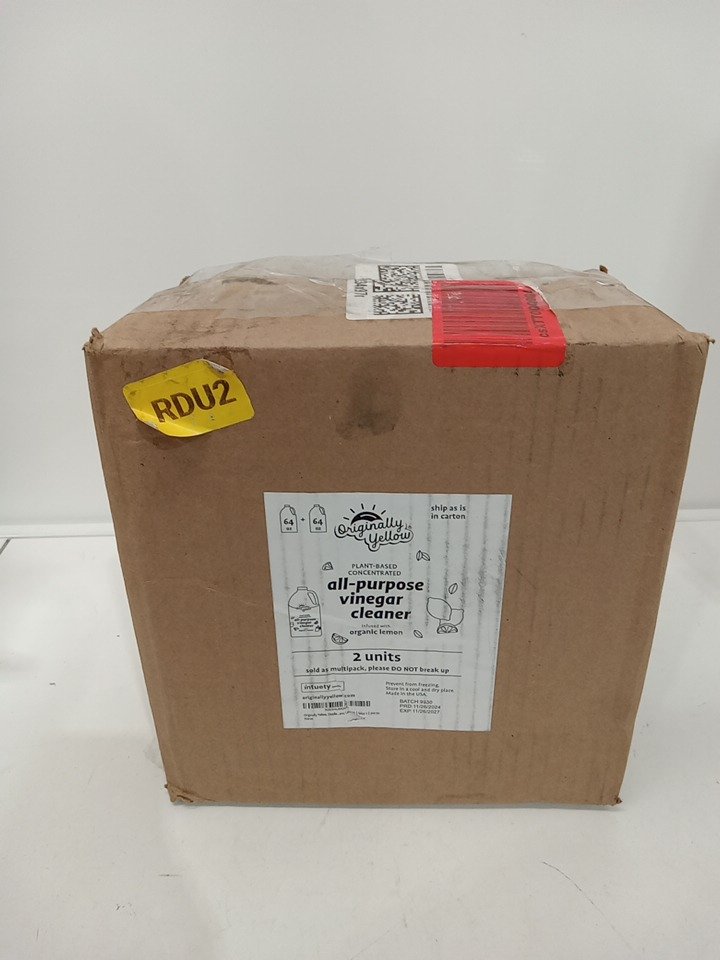 RDU2
64
oz
+
64
oz
Originally
Yellow
ship as is
in carton
PLANT-BASED
CONCENTRATED
all-purpose
vinegar
cleaner
infused with
organic lemon
2 units
sold as multipack, please DO NOT break up
infuety
originallyyellow.com
Prevent from freezing.
Store in a cool and dry place.
Made in the USA.
BATCH:9930
PRD:11/26/2024
EXP:11/26/2027